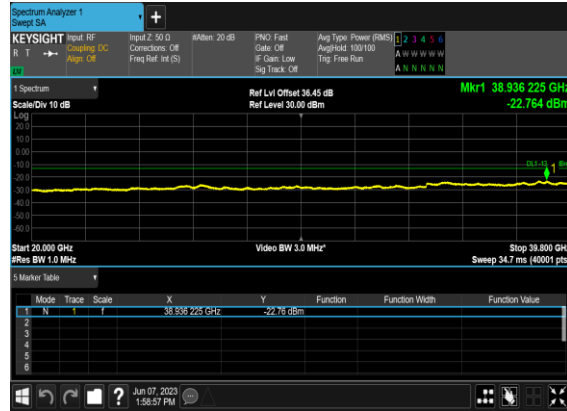 Spectrum Analyzer 1
Swept SA
+
KEYSIGHT Input: RF Input Z: 50 Ω #Atten: 20 dB PNO: Fast Avg Type: Power (RMS) 1 2 3 4 5 6
R T Coupling: DC Corrections: Off Gate: Off Avg|Hold: 100/100 A W W W W W
Align: Off Freq Ref: Int (S) IF Gain: Low Trig: Free Run
Sig Track: Off A N N N N N
1 Spectrum Ref Lvl Offset 36.45 dB Mkr1 38.936 225 GHz
Scale/Div 10 dB Ref Level 30.00 dBm -22.764 dBm
Log
20.0
10.0
0.00
-10.0 DL1 -13
1
-20.0
-30.0
-40.0
-50.0
-60.0
Start 20.000 GHz Video BW 3.0 MHz* Stop 39.800 GHz
#Res BW 1.0 MHz Sweep 34.7 ms (40001 pts
5 Marker Table
Mode Trace Scale X Y Function Function Width Function Value
1 N 1 f 38.936 225 GHz -22.76 dBm
2
3
4
5
6
? Jun 07, 2023
1:58:57 PM